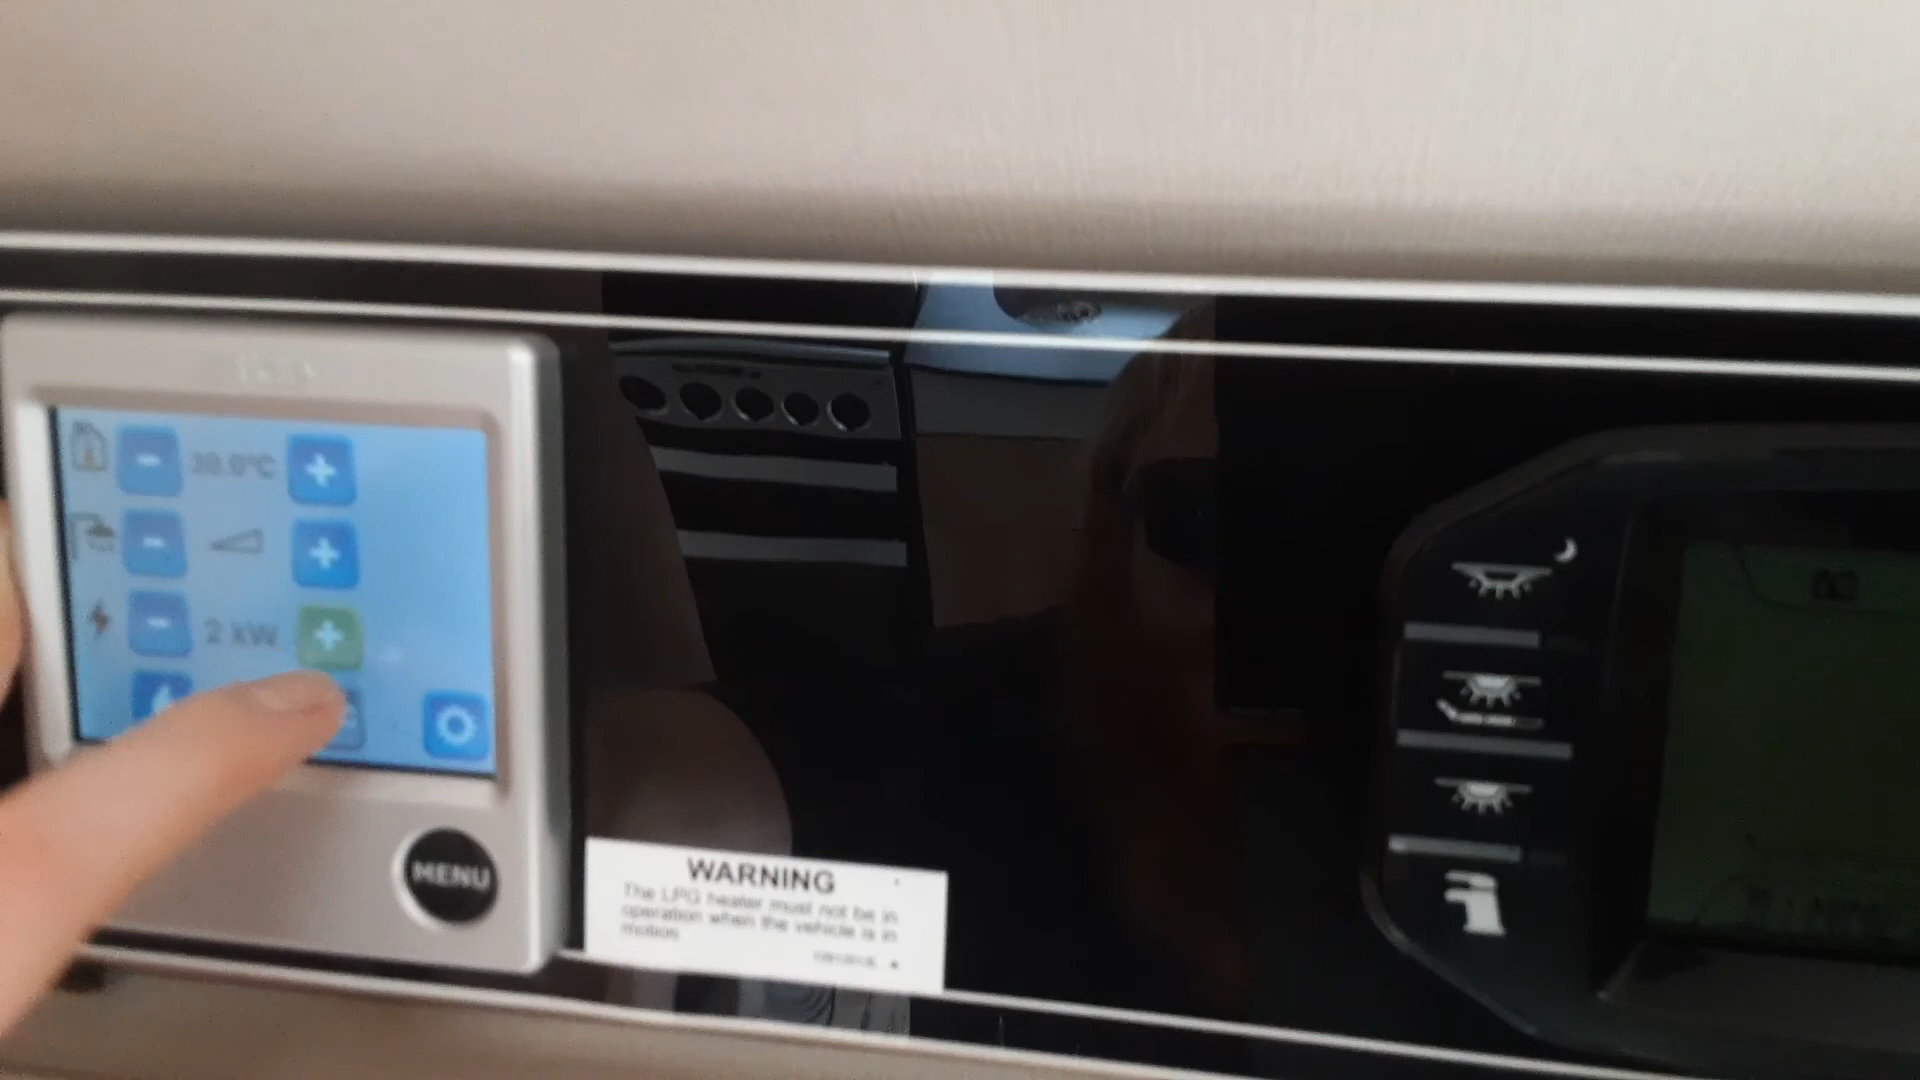 30.0°C
2 kW
MENU
WARNING
The LPG heater must not be in
operation when the vehicle is in
motion